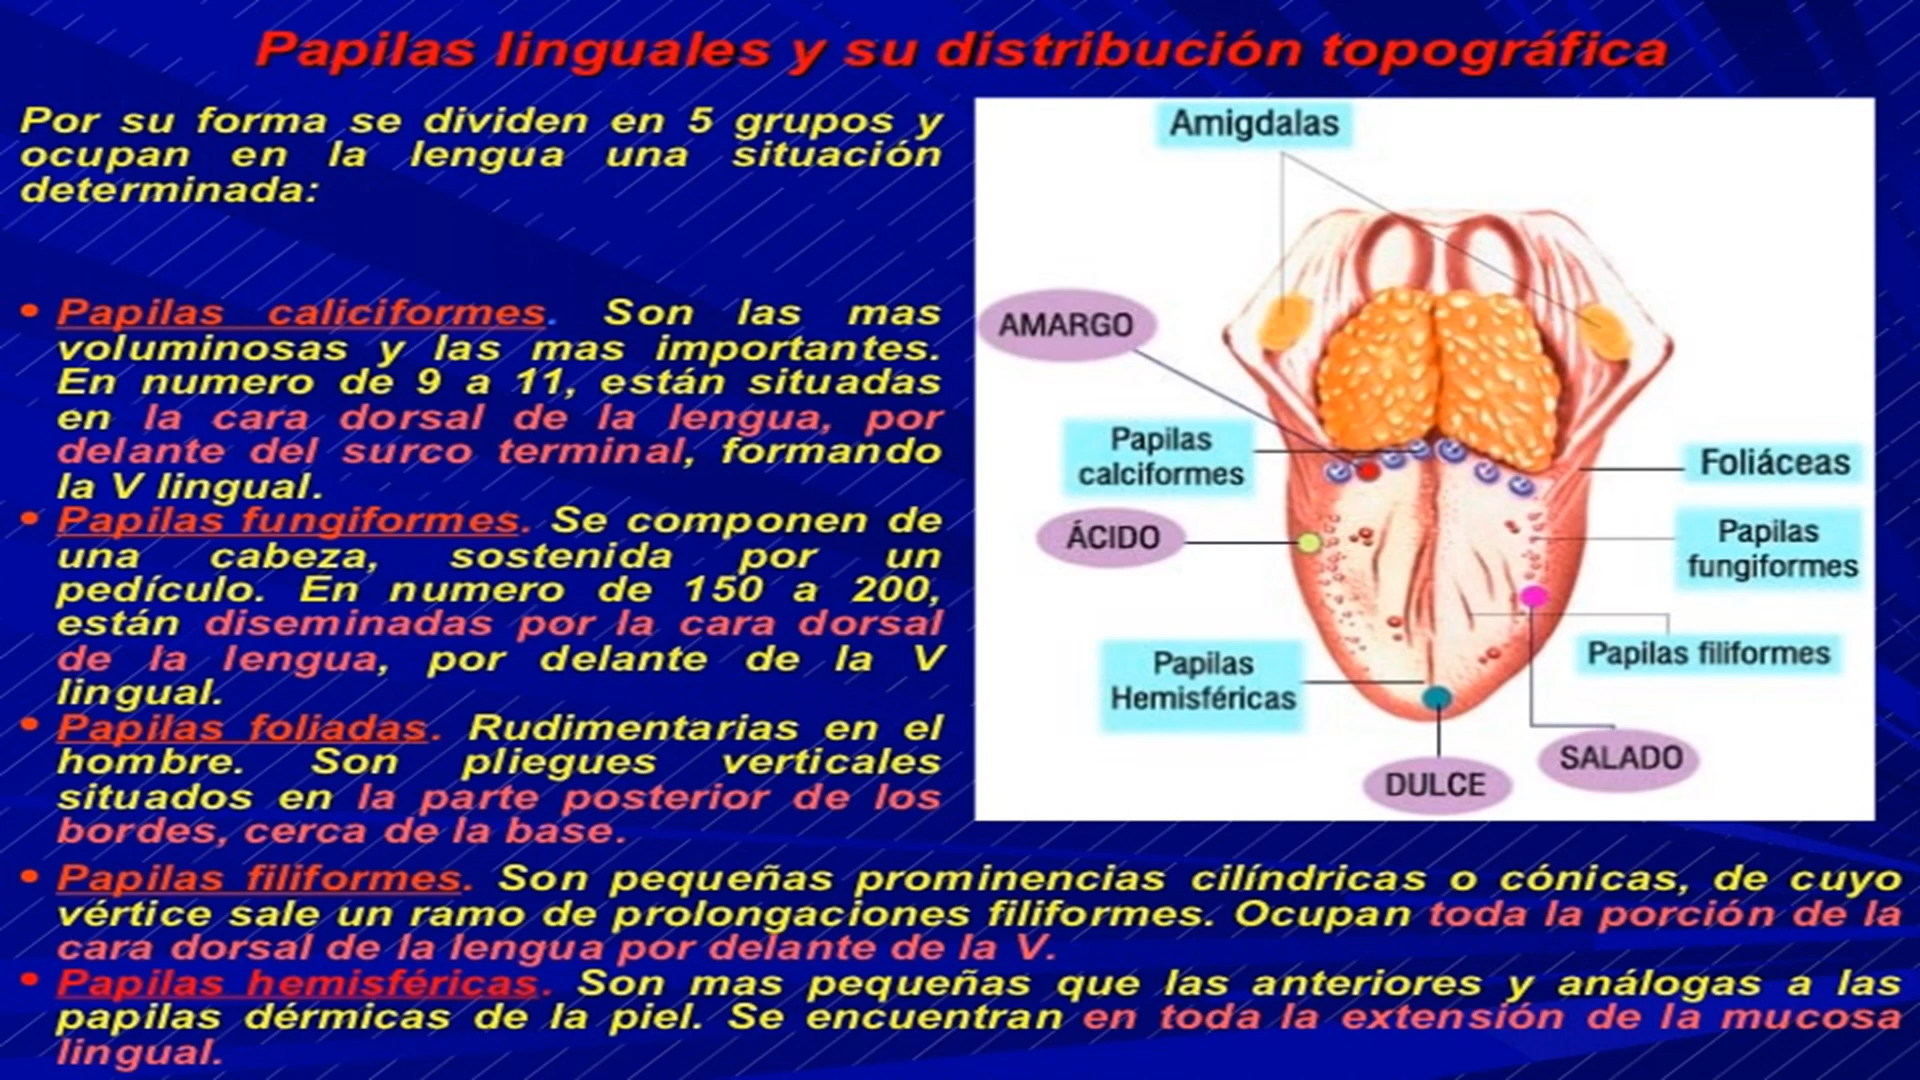 Papilas linguales y su distribución topográfica
Por su forma se dividen en 5 grupos y
ocupan en la lengua una situación
determinada:
• Papilas caliciformes. Son las mas
voluminosas y las mas importantes.
En numero de 9 a 11, están situadas
en la cara dorsal de la lengua, por
delante del surco terminal, formando
la V lingual.
• Papilas fungiformes. Se componen de
una cabeza, sostenida por un
pedículo. En numero de 150 a 200,
están diseminadas por la cara dorsal
de la lengua, por delante de la V
lingual.
• Papilas foliadas. Rudimentarias en el
hombre. Son pliegues verticales
situados en la parte posterior de los
bordes, cerca de la base.
• Papilas filiformes. Son pequeñas prominencias cilíndricas o cónicas, de cuyo
vértice sale un ramo de prolongaciones filiformes. Ocupan toda la porción de la
cara dorsal de la lengua por delante de la V.
• Papilas hemisféricas. Son mas pequeñas que las anteriores y análogas a las
papilas dérmicas de la piel. Se encuentran en toda la extensión de la mucosa
lingual.
Amigdalas
AMARGO
Papilas
calciformes
Foliáceas
ÁCIDO
Papilas
fungiformes
Papilas
Hemisféricas
Papilas filiformes
SALADO
DULCE